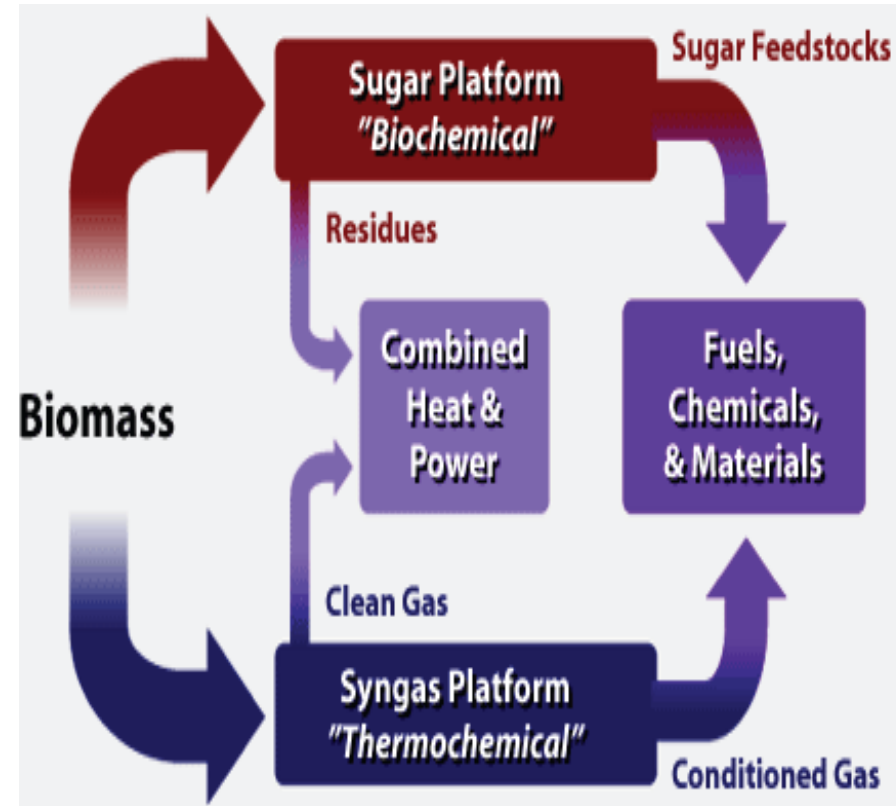 Sugar Feedstocks
Sugar Platform
"Biochemical"
Residues
Combined
Heat &
Power
Fuels,
Chemicals,
& Materials
Biomass
Clean Gas
Syngas Platform
"Thermochemical"
Conditioned Gas